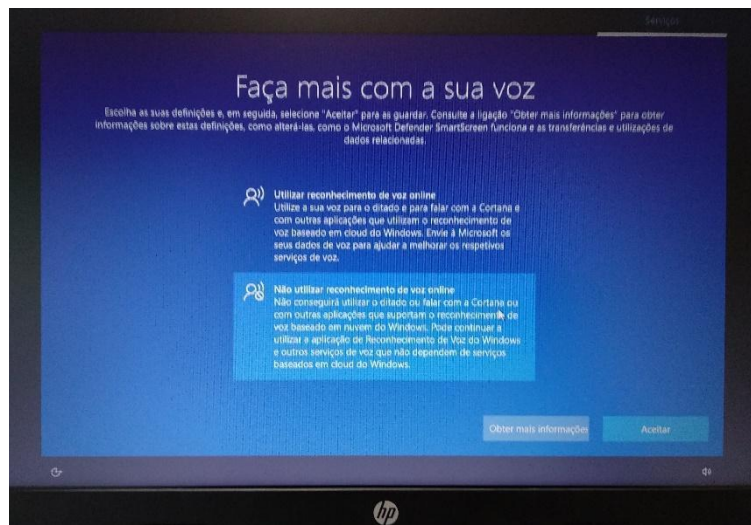 Serviços
Faça mais com a sua voz
Escolha as suas definições e, em seguida, selecione "Aceitar" para as guardar. Consulte a ligação "Obter mais informações" para obter
informações sobre estas definições, como alterá-las, como o Microsoft Defender SmartScreen funciona e as transferências e utilizações de
dados relacionadas.
Utilizar reconhecimento de voz online
Utilize a sua voz para o ditado e para falar com a Cortana e
com outras aplicações que utilizam o reconhecimento de
voz baseado em cloud do Windows. Envie à Microsoft os
seus dados de voz para ajudar a melhorar os respetivos
serviços de voz.
Não utilizar reconhecimento de voz online
Não conseguirá utilizar o ditado ou falar com a Cortana ou
com outras aplicações que suportam o reconhecimento de
voz baseado em nuvem do Windows. Pode continuar a
utilizar a aplicação de Reconhecimento de Voz do Windows
e outros serviços de voz que não dependem de serviços
baseados em cloud do Windows.
Obter mais informações
Aceitar
hp